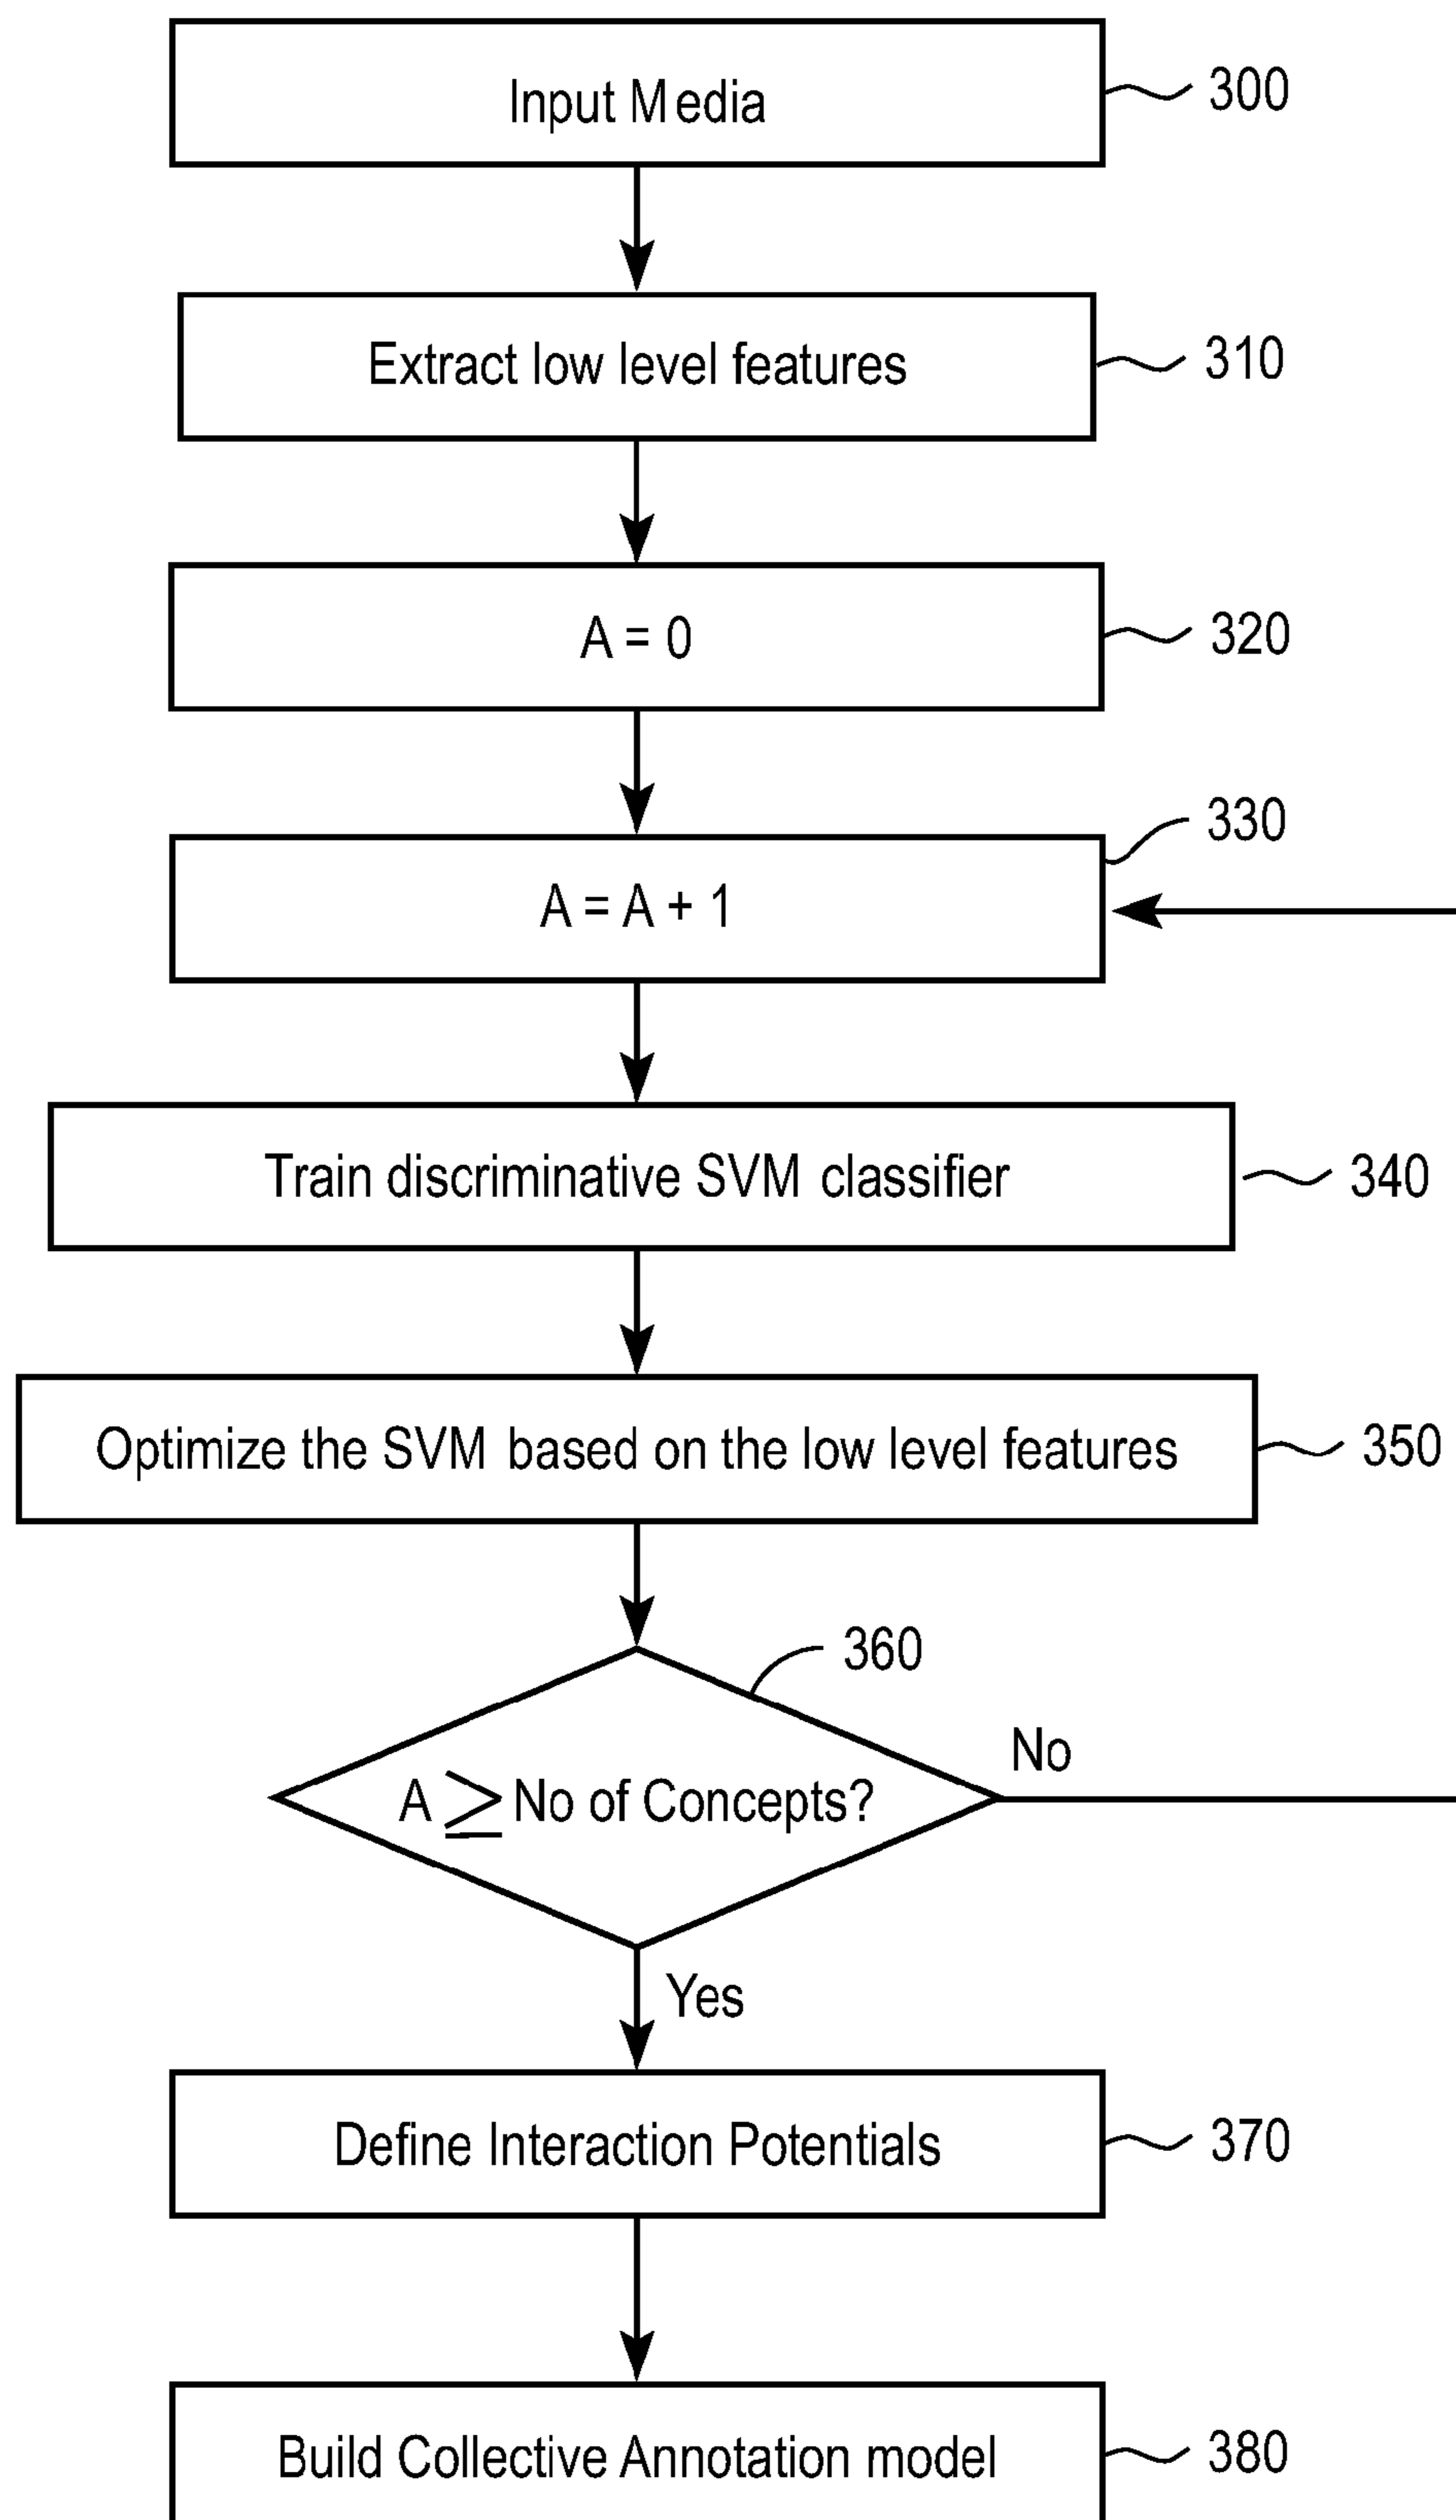 Input Media
300
Extract low level features
310
A = 0
320
330
A = A + 1
Train discriminative SVM classifier
340
Optimize the SVM based on the low level features
350
360
No
A ≥ No of Concepts?
Yes
Define Interaction Potentials
370
Build Collective Annotation model
380